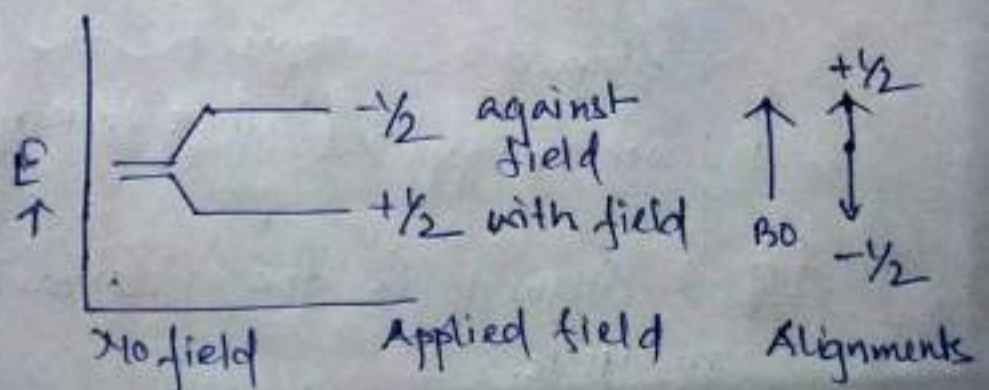 +½
-½ against
field
E
↑
+½ with field
B0
-½
No field Applied field Alignments